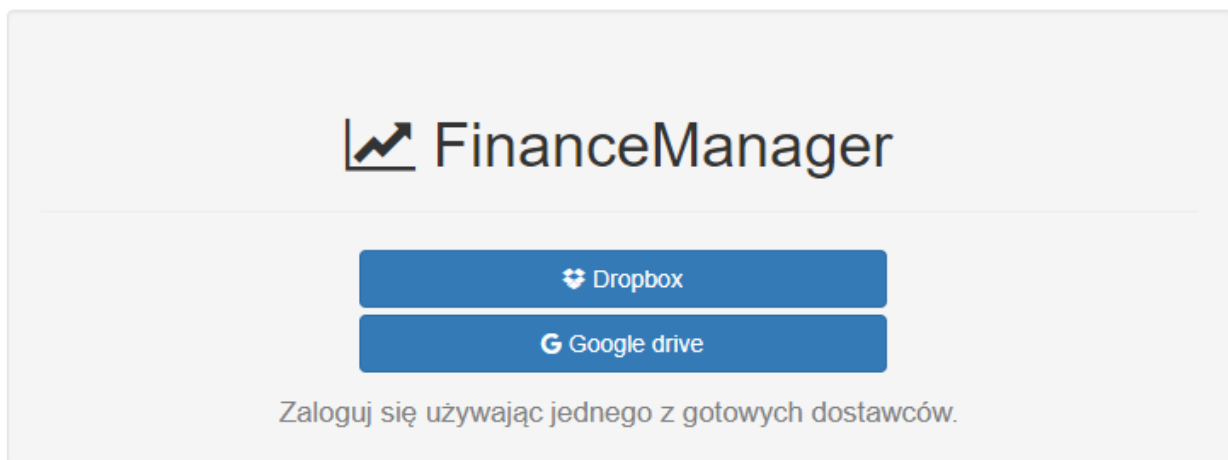 FinanceManager
Dropbox
Google drive
Zaloguj się używając jednego z gotowych dostawców.